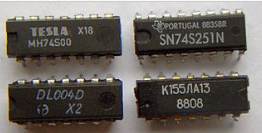 TESLA X18
MH74S00
PORTUGAL 8835BR
SN74S251N
DL004D
X2
К155ЛА13
8808